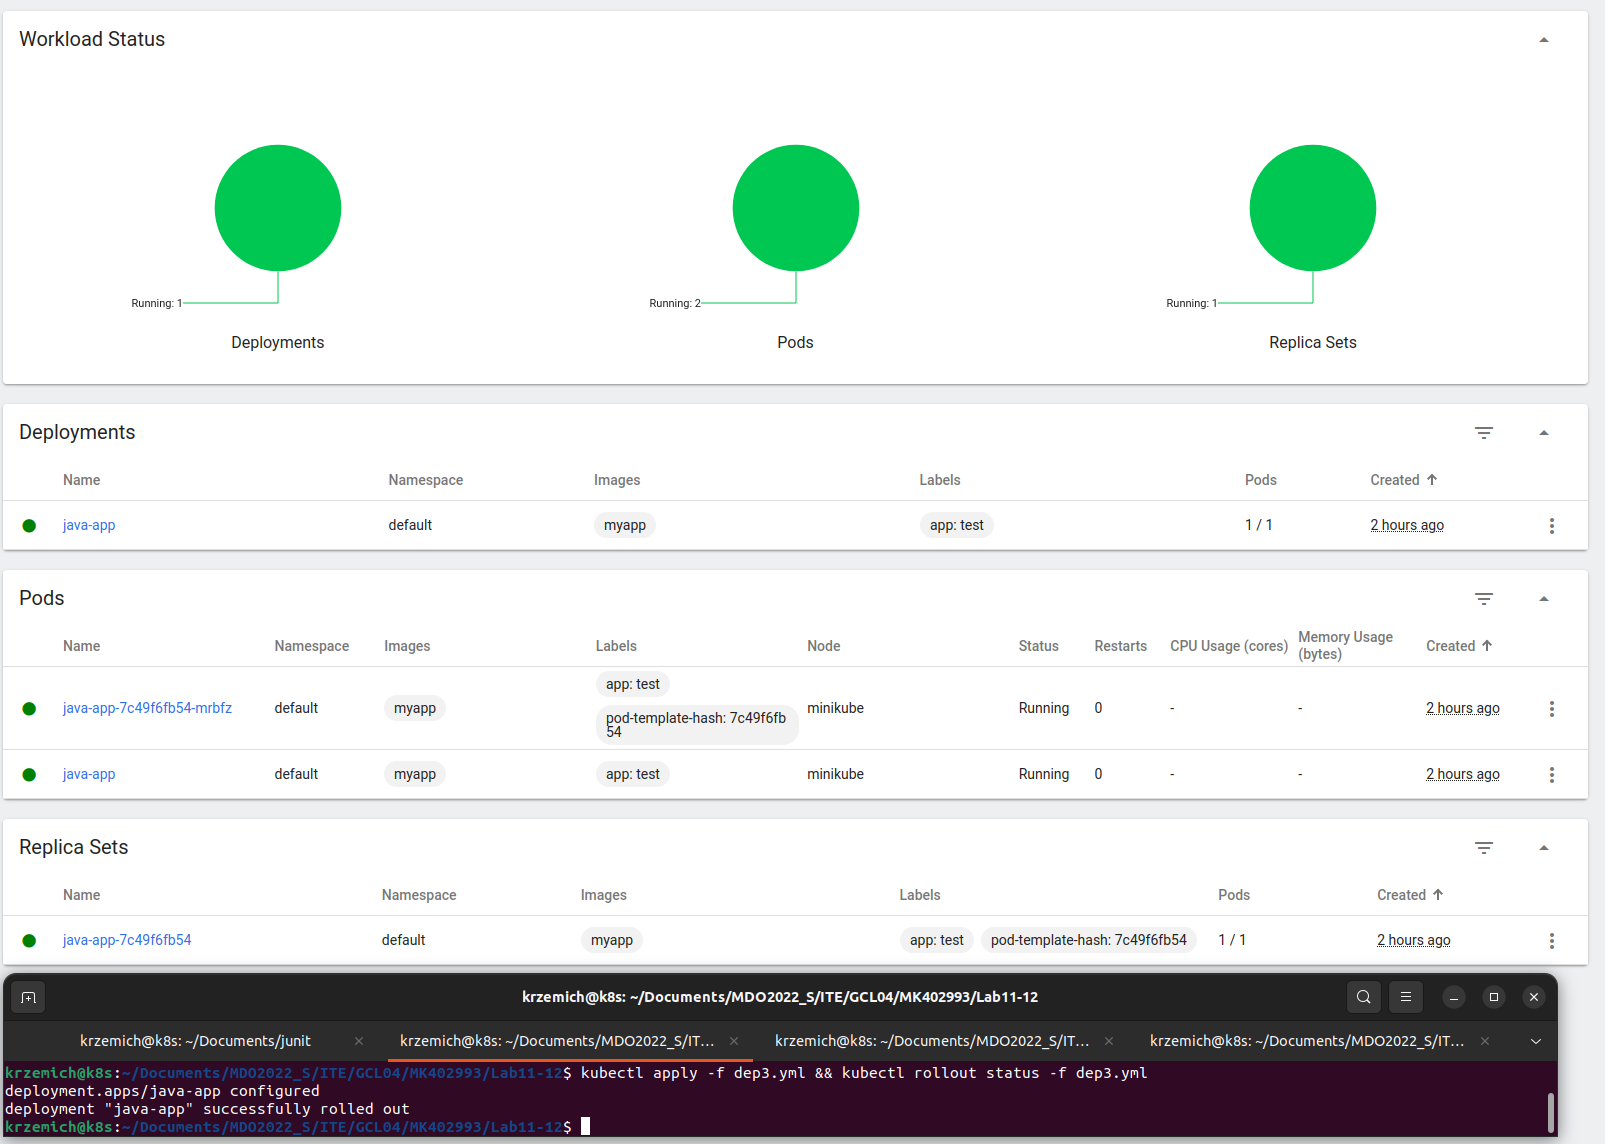 Workload Status
Running: 1
Running: 2
Running: 1
Deployments
Pods
Replica Sets
Deployments
Name Namespace Images Labels Pods Created
java-app default myapp app: test 1 / 1 2 hours ago
Pods
Name Namespace Images Labels Node Status Restarts CPU Usage (cores) Memory Usage (bytes) Created
java-app-7c49f6fb54-mrbfz default myapp app: test pod-template-hash: 7c49f6fb54 minikube Running 0 - - 2 hours ago
java-app default myapp app: test minikube Running 0 - - 2 hours ago
Replica Sets
Name Namespace Images Labels Pods Created
java-app-7c49f6fb54 default myapp app: test pod-template-hash: 7c49f6fb54 1 / 1 2 hours ago
krzemich@k8s: ~/Documents/MDO2022_S/ITE/GCL04/MK402993/Lab11-12
krzemich@k8s: ~/Documents/junit krzemich@k8s: ~/Documents/MDO2022_S/IT... krzemich@k8s: ~/Documents/MDO2022_S/IT... krzemich@k8s: ~/Documents/MDO2022_S/IT...
krzemich@k8s:~/Documents/MDO2022_S/ITE/GCL04/MK402993/Lab11-12$ kubectl apply -f dep3.yml && kubectl rollout status -f dep3.yml
deployment.apps/java-app configured
deployment "java-app" successfully rolled out
krzemich@k8s:~/Documents/MDO2022_S/ITE/GCL04/MK402993/Lab11-12$